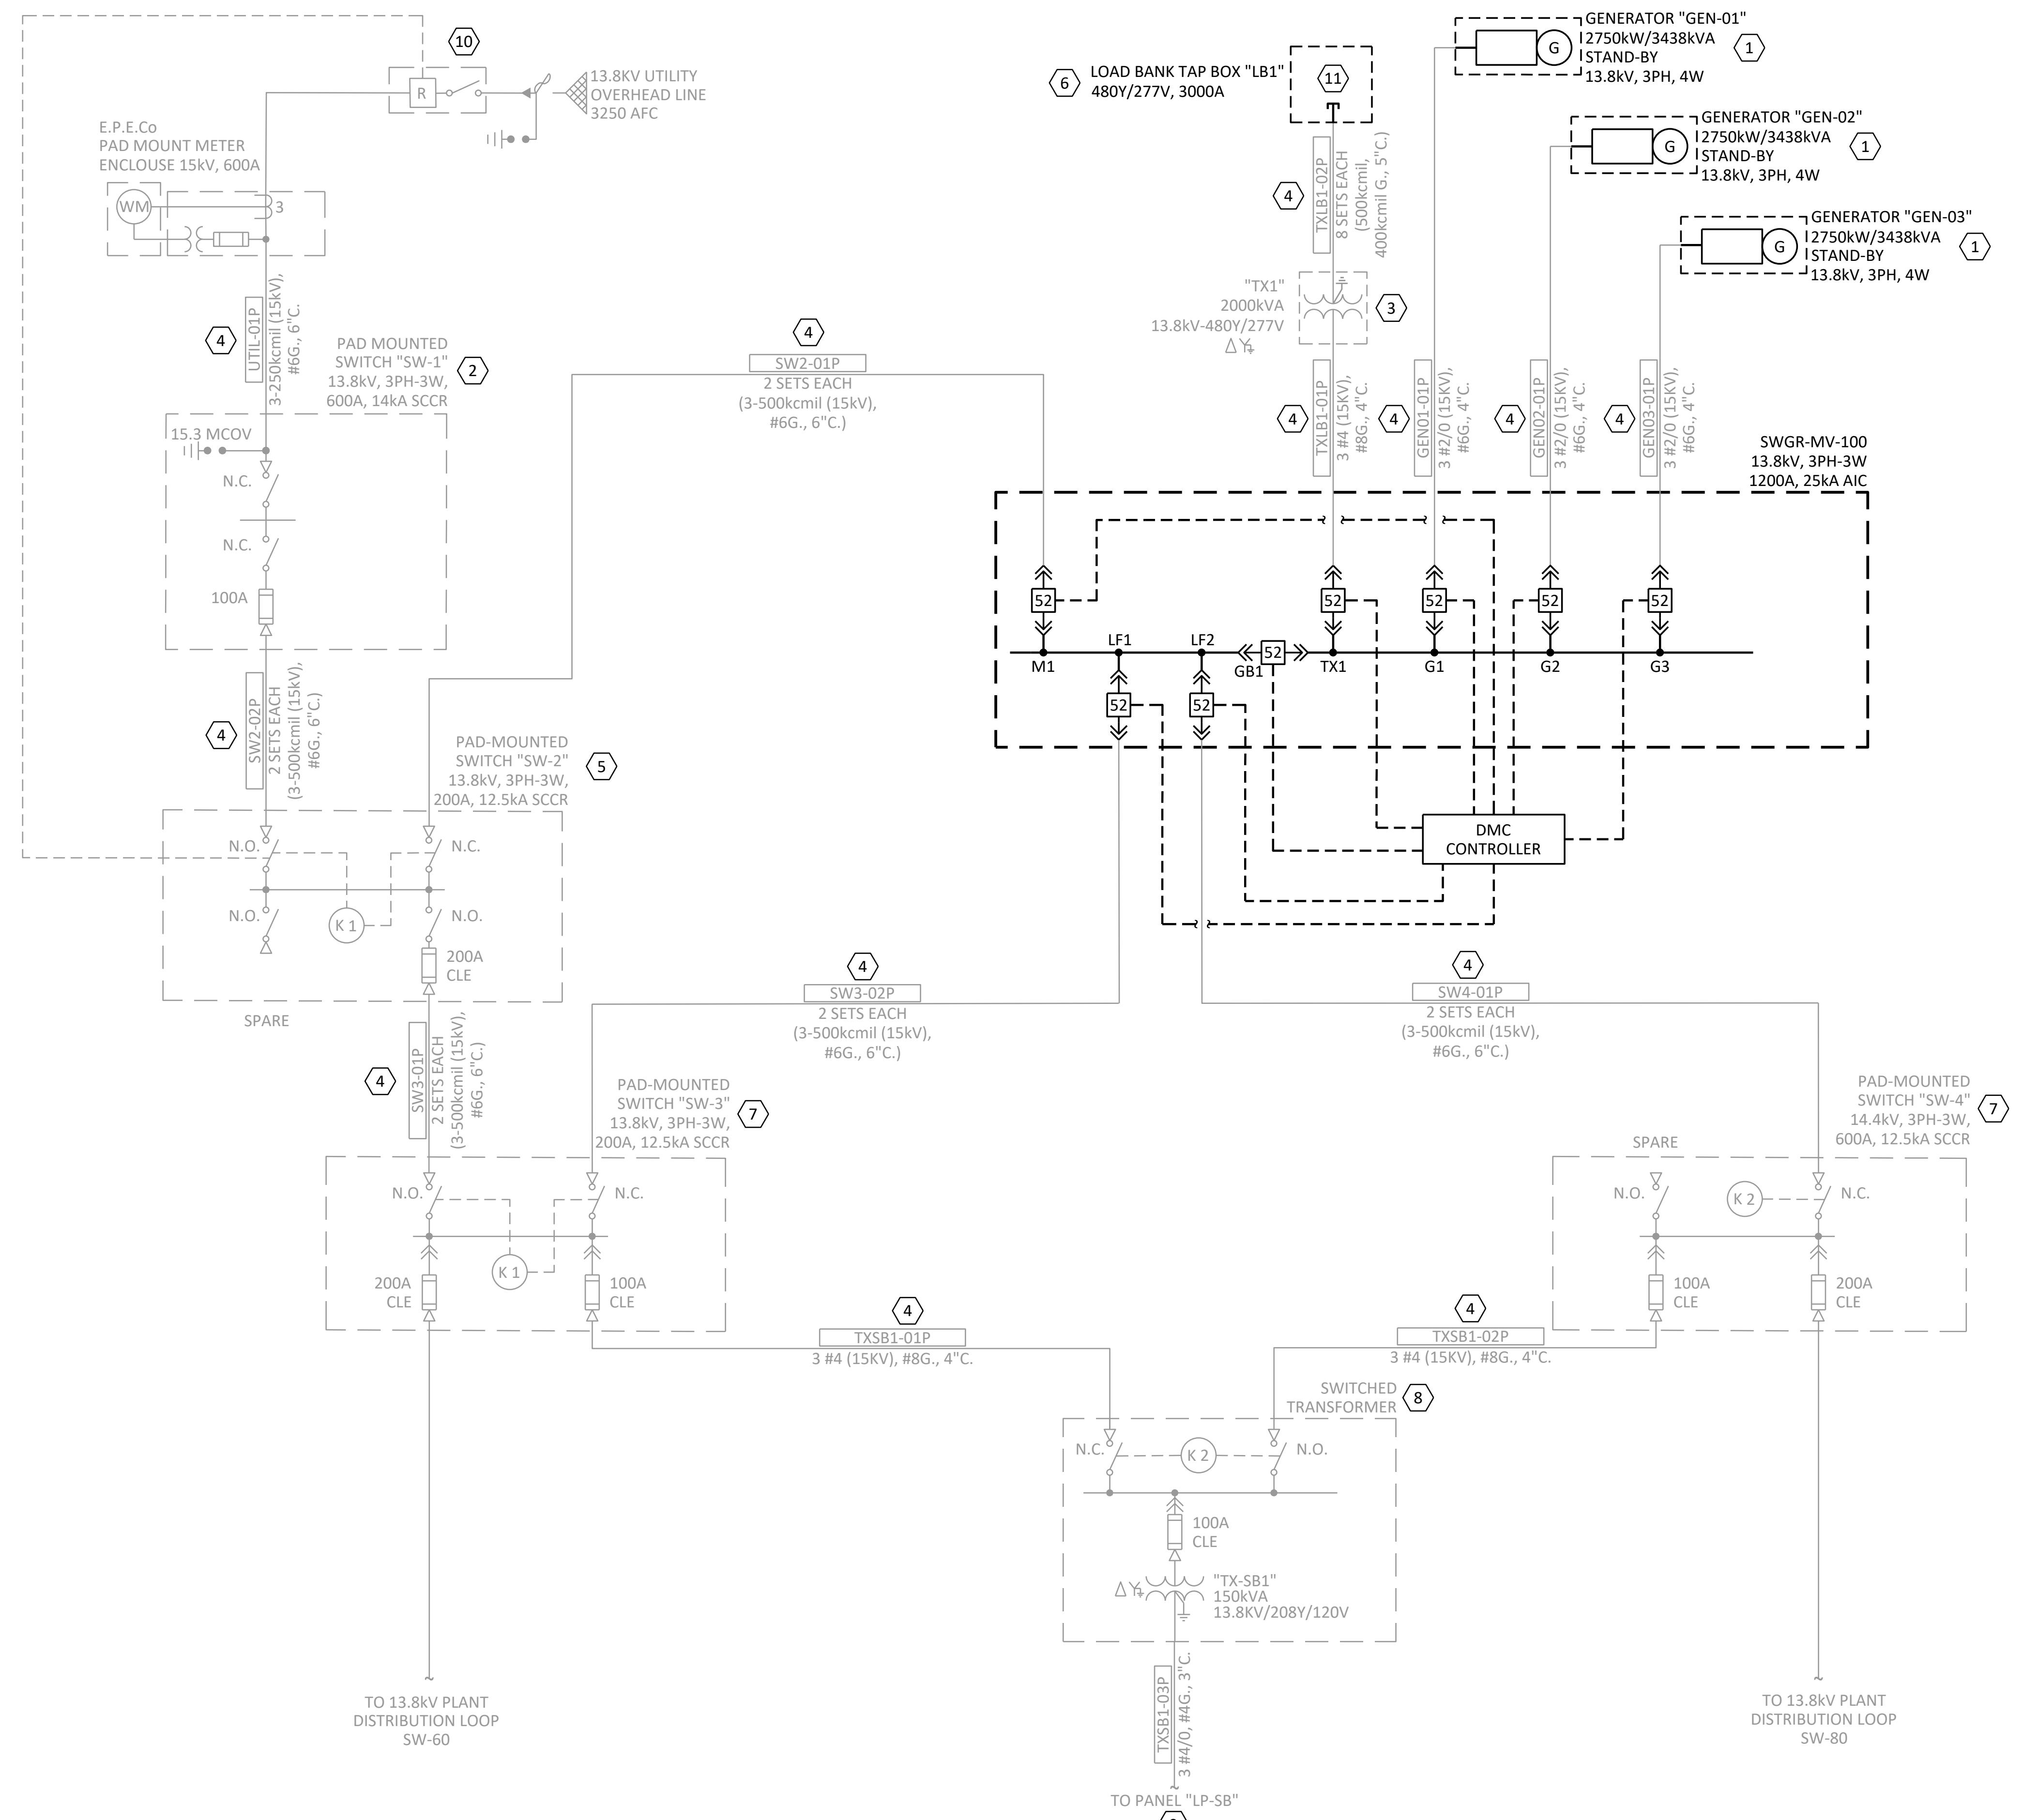 10
13.8KV UTILITY
OVERHEAD LINE
3250 AFC
R
E.P.E.Co
PAD MOUNT METER
ENCLOUSE 15kV, 600A
WM
3
4
UTIL-01P
3-250kcmil (15kV),
#6G., 6"C.
PAD MOUNTED
SWITCH "SW-1"
13.8kV, 3PH-3W,
600A, 14kA SCCR
2
15.3 MCOV
N.C.
N.C.
100A
4
SW2-02P
2 SETS EACH
(3-500kcmil (15kV),
#6G., 6"C.)
PAD-MOUNTED
SWITCH "SW-2"
13.8kV, 3PH-3W,
200A, 12.5kA SCCR
5
N.O.
N.C.
N.O.
K 1
N.O.
200A
CLE
SPARE
4
SW3-01P
2 SETS EACH
(3-500kcmil (15kV),
#6G., 6"C.)
PAD-MOUNTED
SWITCH "SW-3"
13.8kV, 3PH-3W,
200A, 12.5kA SCCR
7
N.O.
N.C.
K 1
200A
CLE
100A
CLE
TO 13.8kV PLANT
DISTRIBUTION LOOP
SW-60
4
SW2-01P
2 SETS EACH
(3-500kcmil (15kV),
#6G., 6"C.)
6
LOAD BANK TAP BOX "LB1"
480Y/277V, 3000A
11
4
TXLB1-02P
8 SETS EACH
(500kcmil,
400kcmil G., 5"C.)
"TX1"
2000kVA
13.8kV-480Y/277V
Δ Y
3
GENERATOR "GEN-01"
2750kW/3438kVA
STAND-BY
13.8kV, 3PH, 4W
G
1
GENERATOR "GEN-02"
2750kW/3438kVA
STAND-BY
13.8kV, 3PH, 4W
G
1
GENERATOR "GEN-03"
2750kW/3438kVA
STAND-BY
13.8kV, 3PH, 4W
G
1
4
TXLB1-01P
3 #4 (15KV),
#8G., 4"C.
4
GEN01-01P
3 #2/0 (15KV),
#6G., 4"C.
4
GEN02-01P
3 #2/0 (15KV),
#6G., 4"C.
4
GEN03-01P
3 #2/0 (15KV),
#6G., 4"C.
SWGR-MV-100
13.8kV, 3PH-3W
1200A, 25kA AIC
52
52
52
52
52
LF1
LF2
52
M1
GB1
TX1
G1
G2
G3
52
52
DMC
CONTROLLER
4
SW3-02P
2 SETS EACH
(3-500kcmil (15kV),
#6G., 6"C.)
4
SW4-01P
2 SETS EACH
(3-500kcmil (15kV),
#6G., 6"C.)
PAD-MOUNTED
SWITCH "SW-4"
14.4kV, 3PH-3W,
600A, 12.5kA SCCR
7
SPARE
N.O.
K 2
N.C.
100A
CLE
200A
CLE
4
TXSB1-01P
3 #4 (15KV), #8G., 4"C.
4
TXSB1-02P
3 #4 (15KV), #8G., 4"C.
SWITCHED
TRANSFORMER
8
N.C.
K 2
N.O.
100A
CLE
Δ Y
"TX-SB1"
150kVA
13.8KV/208Y/120V
TXSB1-03P
3 #4/0, #4G., 3"C.
TO PANEL "LP-SB"
TO 13.8kV PLANT
DISTRIBUTION LOOP
SW-80